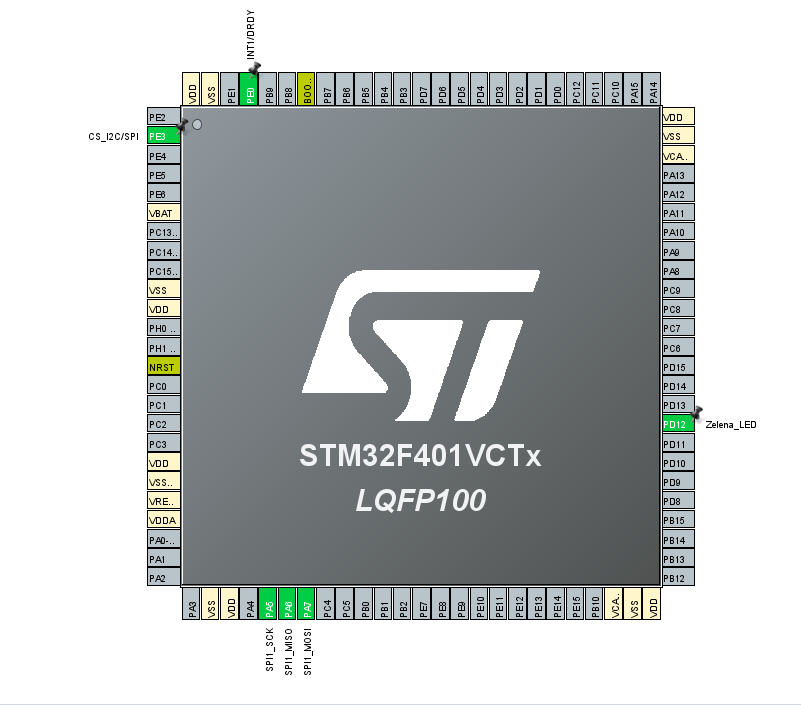 INT1/DRDY
VDD
VSS
PE1
PE0
PB9
PB8
BOO..
PB7
PB6
PB5
PB4
PB3
PD7
PD6
PD5
PD4
PD3
PD2
PD1
PD0
PC12
PC11
PC10
PA15
PA14
PE2
CS_I2C/SPI
PE3
PE4
PE5
PE6
VBAT
PC13..
PC14..
PC15..
VSS
VDD
PH0 ..
PH1 ..
NRST
PC0
PC1
PC2
PC3
VDD
VSS..
VRE..
VDDA
PA0-..
PA1
PA2
ST
STM32F401VCTx
LQFP100
VDD
VSS
VCA..
PA13
PA12
PA11
PA10
PA9
PA8
PC9
PC8
PC7
PC6
PD15
PD14
PD13
PD12
Zelena_LED
PD11
PD10
PD9
PD8
PB15
PB14
PB13
PB12
PA3
VSS
VDD
PA4
PA5
PA6
PA7
PC4
PC5
PB0
PB1
PB2
PE7
PE8
PE9
PE10
PE11
PE12
PE13
PE14
PE15
PB10
VCA..
VSS
VDD
SPI1_SCK
SPI1_MISO
SPI1_MOSI